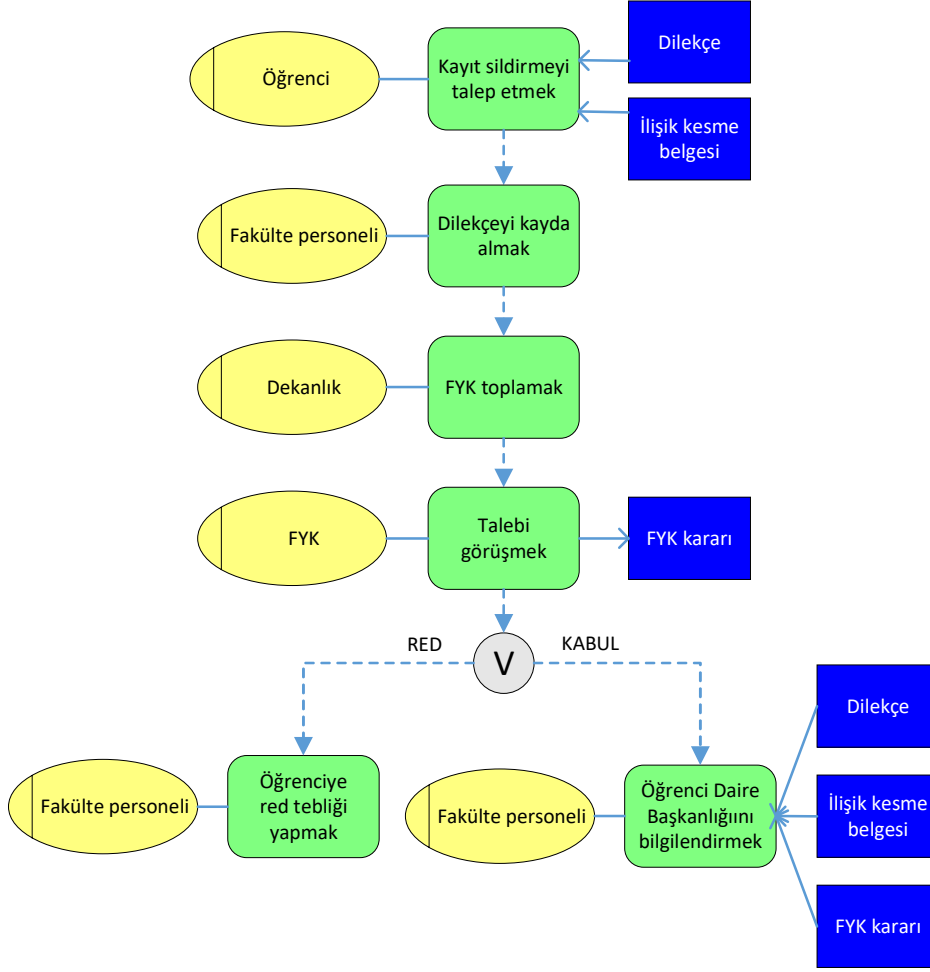 Öğrenci
Kayıt sildirmeyi
talep etmek
Dilekçe
İlişik kesme
belgesi
Fakülte personeli
Dilekçeyi kayda
almak
Dekanlık
FYK toplamak
FYK
Talebi
görüşmek
FYK kararı
RED
V
KABUL
Fakülte personeli
Öğrenciye
red tebliği
yapmak
Fakülte personeli
Öğrenci Daire
Başkanlığıını
bilgilendirmek
Dilekçe
İlişik kesme
belgesi
FYK kararı